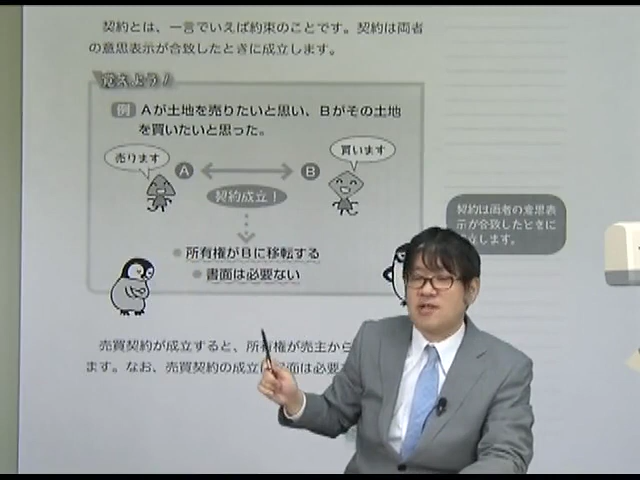 契約とは、一言でいえば約束のことです。契約は両者
の意思表示が合致したときに成立します。
覚えよう!
例 Aが土地を売りたいと思い、Bがその土地
を買いたいと思った。
売ります
A
B
買います
契約成立!
所有権がBに移転する
書面は必要ない
契約は両者の意思表
示が合致したときに
成立します。
売買契約が成立すると、所有権が売主から
ます。なお、売買契約の成立に書面は必要